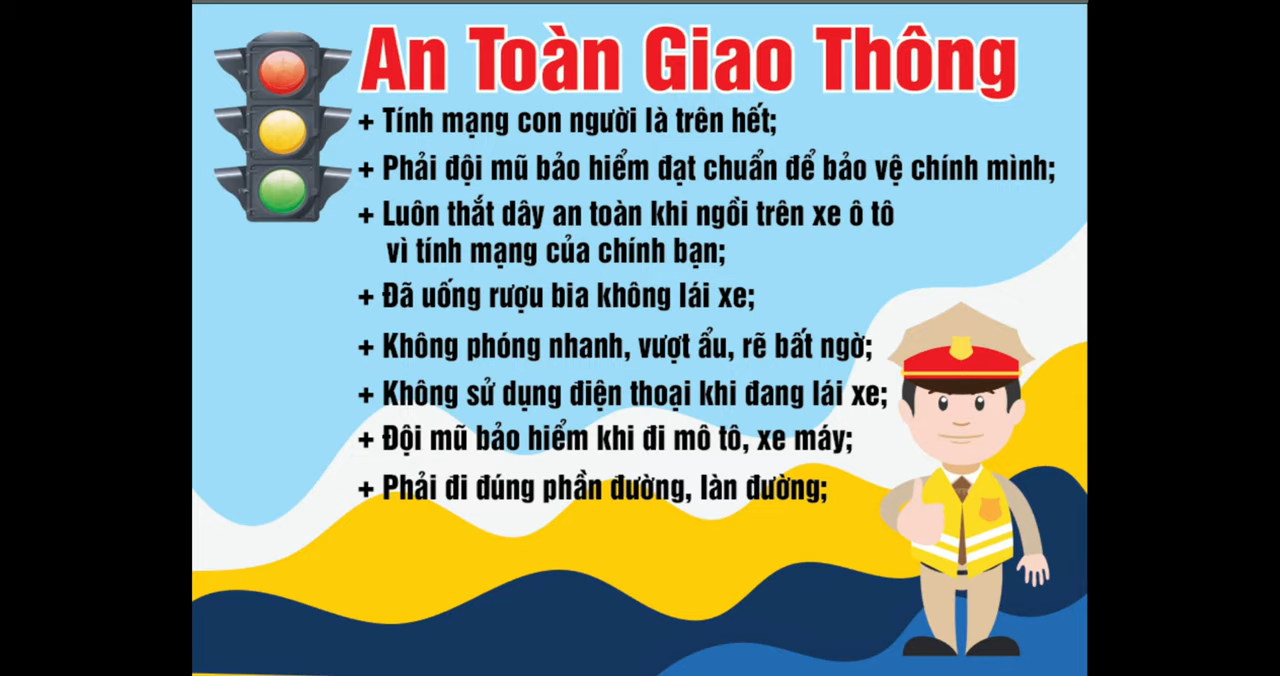 An Toàn Giao Thông
+ Tính mạng con người là trên hết;
+ Phải đội mũ bảo hiểm đạt chuẩn để bảo vệ chính mình;
+ Luôn thắt dây an toàn khi ngồi trên xe ô tô
vì tính mạng của chính bạn;
+ Đã uống rượu bia không lái xe;
+ Không phóng nhanh, vượt ẩu, rẽ bất ngờ;
+ Không sử dụng điện thoại khi đang lái xe;
+ Đội mũ bảo hiểm khi đi mô tô, xe máy;
+ Phải đi đúng phần đường, làn đường;